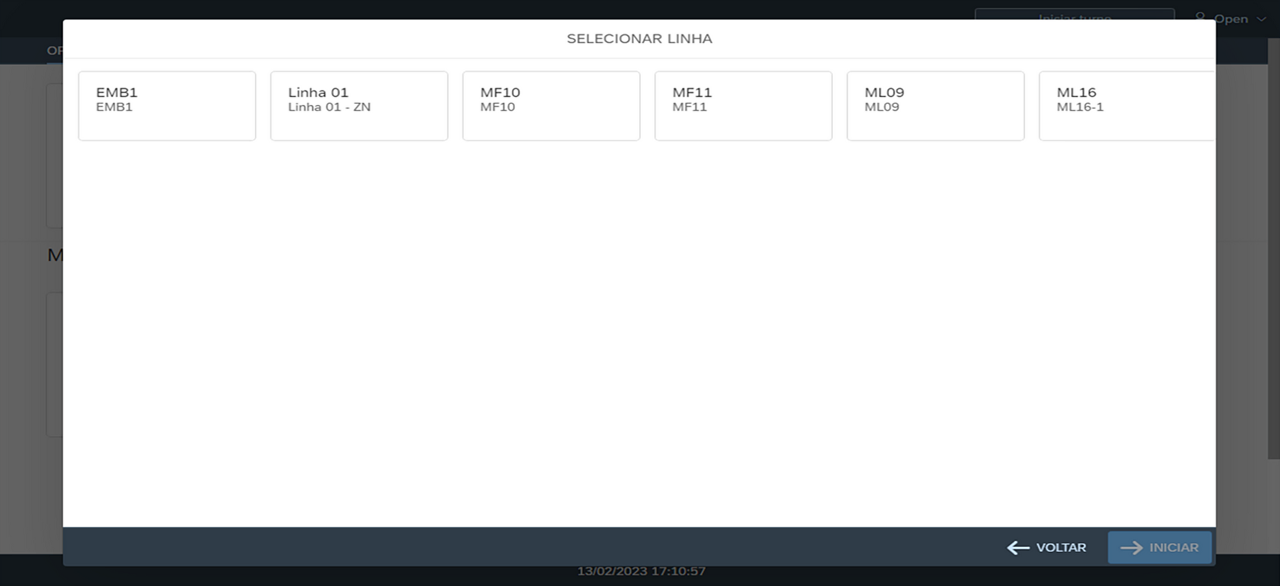 Iniciar turno
Open
SELECIONAR LINHA
EMB1
EMB1
Linha 01
Linha 01 - ZN
MF10
MF10
MF11
MF11
ML09
ML09
ML16
ML16-1
M
VOLTAR
INICIAR
13/02/2023 17:10:57